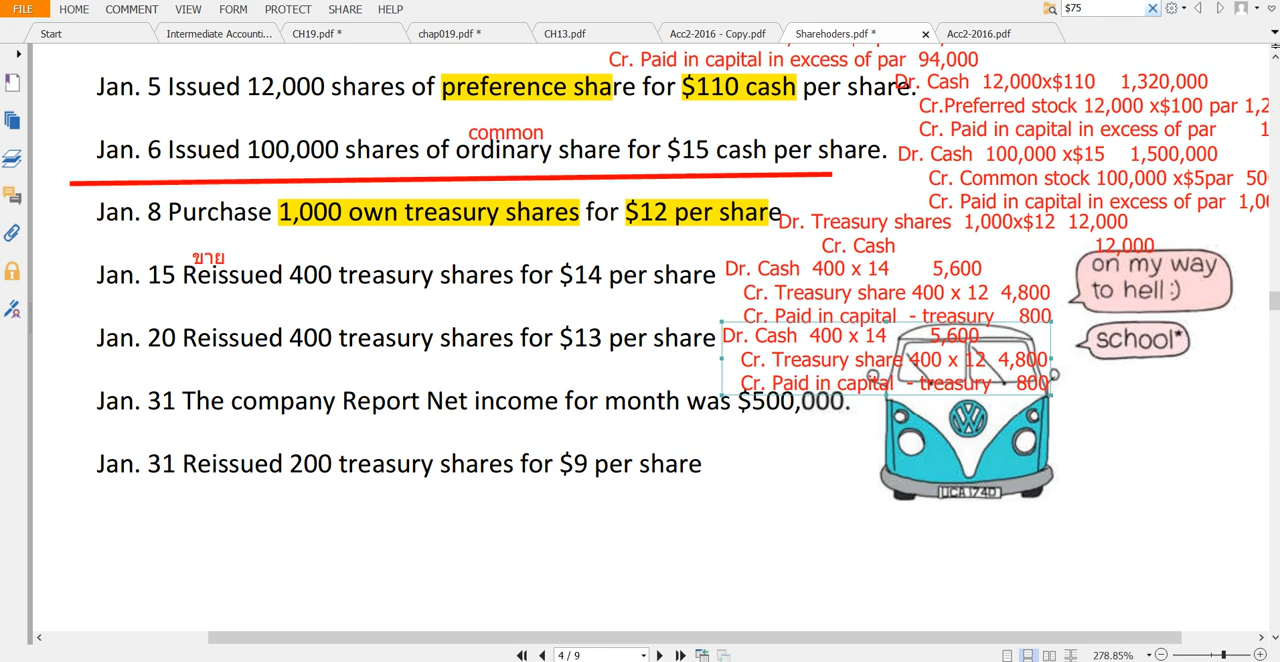 FILE HOME COMMENT VIEW FORM PROTECT SHARE HELP $75
Start Intermediate Accounti... CH19.pdf * chap019.pdf * CH13.pdf Acc2-2016 - Copy.pdf Sharehoders.pdf * Acc2-2016.pdf
Cr. Paid in capital in excess of par 94,000
Jan. 5 Issued 12,000 shares of preference share for $110 cash per share.
Dr. Cash 12,000x$110 1,320,000
Cr.Preferred stock 12,000 x$100 par 1,2
Cr. Paid in capital in excess of par 1
common
Jan. 6 Issued 100,000 shares of ordinary share for $15 cash per share.
Dr. Cash 100,000 x$15 1,500,000
Cr. Common stock 100,000 x$5par 50
Cr. Paid in capital in excess of par 1,0
Jan. 8 Purchase 1,000 own treasury shares for $12 per share
Dr. Treasury shares 1,000x$12 12,000
Cr. Cash 12,000
ขาย
Jan. 15 Reissued 400 treasury shares for $14 per share
Dr. Cash 400 x 14 5,600
Cr. Treasury share 400 x 12 4,800
Cr. Paid in capital - treasury 800
on my way
to hell :)
school*
Jan. 20 Reissued 400 treasury shares for $13 per share
Dr. Cash 400 x 14 5,600
Cr. Treasury share 400 x 12 4,800
Cr. Paid in capital - treasury 800
Jan. 31 The company Report Net income for month was $500,000.
Jan. 31 Reissued 200 treasury shares for $9 per share
UCA 174D
4 / 9 278.85%